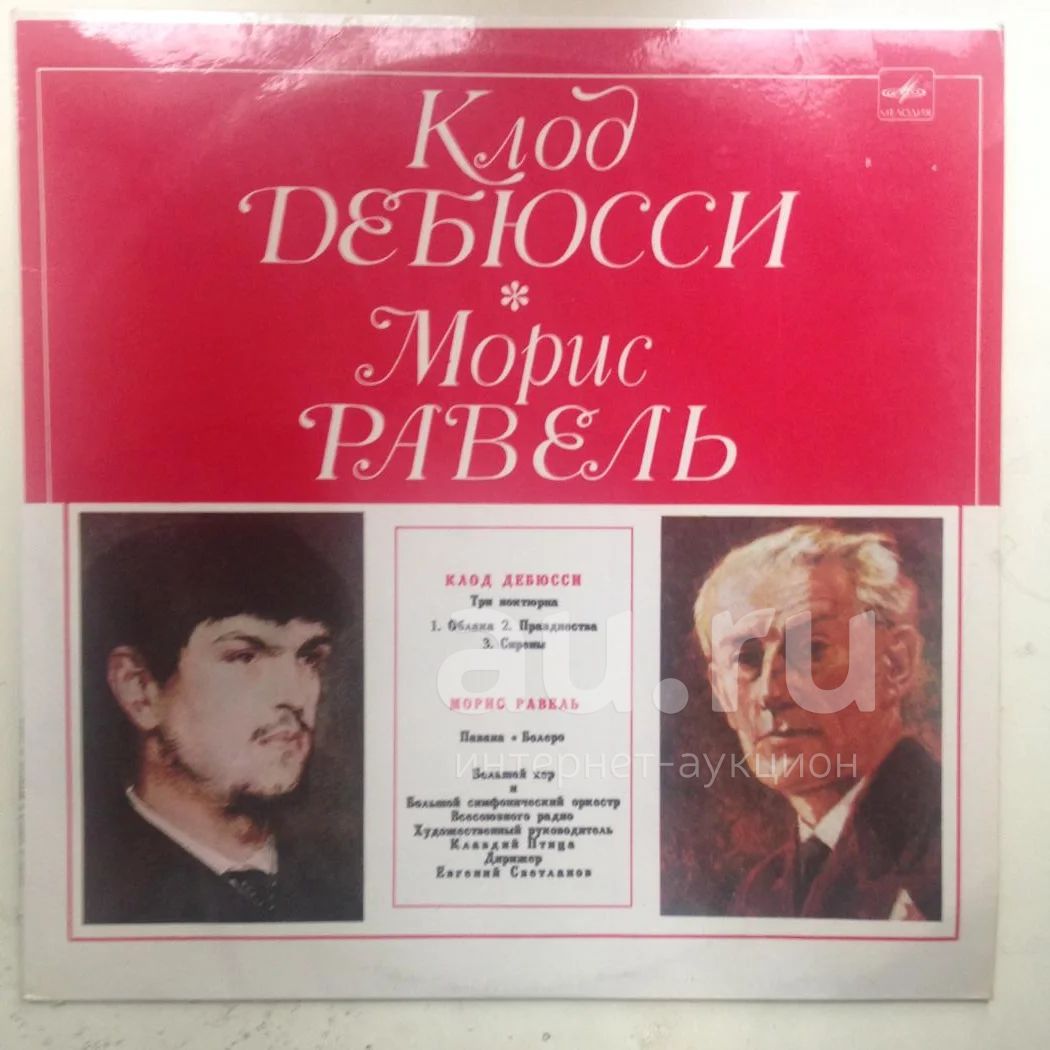 Клод
ДЕБЮССИ
*
Морис
РАВЕЛЬ
МЕЛОДИЯ
КЛОД ДЕБЮССИ
Три ноктюрна
1. Облака 2. Празднества
3. Сирены
МОРИС РАВЕЛЬ
Павана • Болеро
Большой хор
и
Большой симфонический оркестр
Всесоюзного радио
Художественный руководитель
Клавдий Птица
Дирижер
Евгений Светланов
au.ru
интернет-аукцион